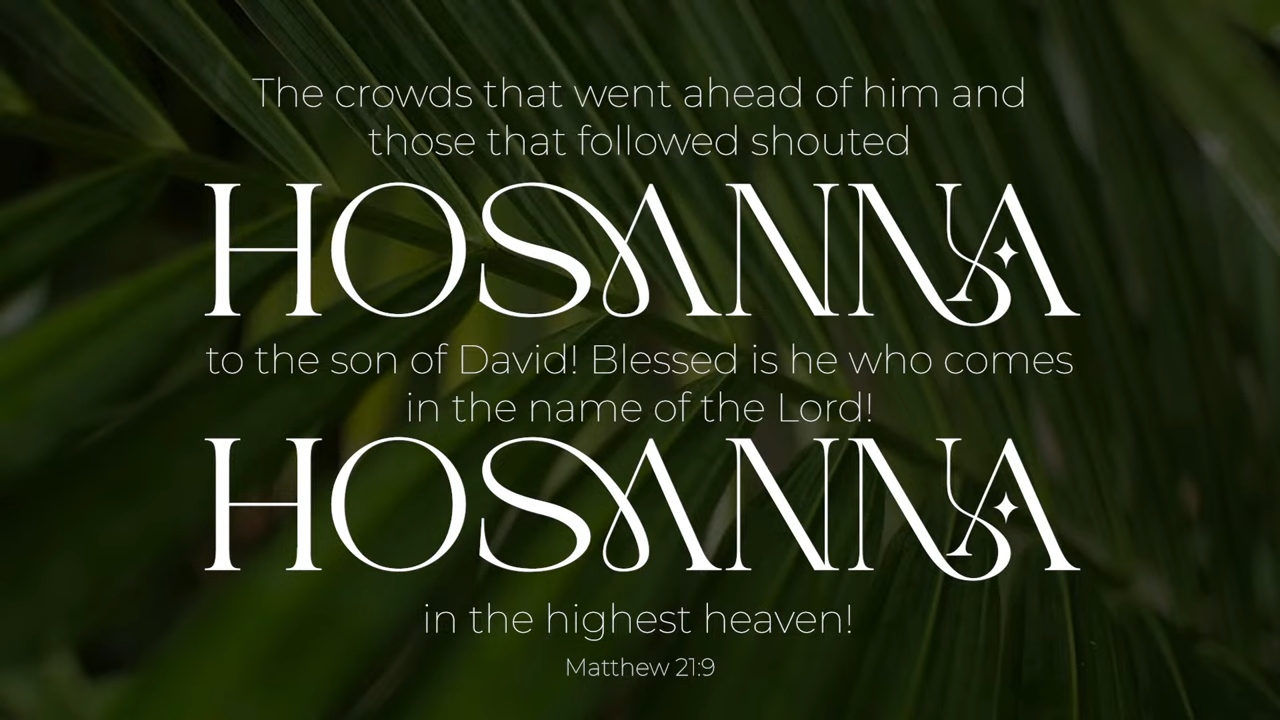 The crowds that went ahead of him and
those that followed shouted
HOSANNA
to the son of David! Blessed is he who comes
in the name of the Lord!
HOSANNA
in the highest heaven!
Matthew 21:9